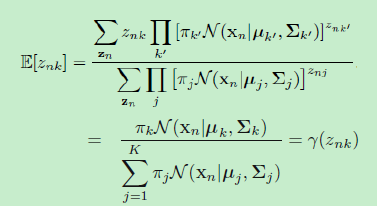 \mathbb{E}[z_{nk}] = \frac{\sum_{\mathbf{z}_n} z_{nk} \prod_{k'} [\pi_{k'} \mathcal{N}(\mathbf{x}_n | \boldsymbol{\mu}_{k'}, \boldsymbol{\Sigma}_{k'})]^{z_{nk'}}}{\sum_{\mathbf{z}_n} \prod_{j} [\pi_j \mathcal{N}(\mathbf{x}_n | \boldsymbol{\mu}_j, \boldsymbol{\Sigma}_j)]^{z_{nj}}}
= \frac{\pi_k \mathcal{N}(\mathbf{x}_n | \boldsymbol{\mu}_k, \boldsymbol{\Sigma}_k)}{\sum_{j=1}^{K} \pi_j \mathcal{N}(\mathbf{x}_n | \boldsymbol{\mu}_j, \boldsymbol{\Sigma}_j)} = \gamma(z_{nk})